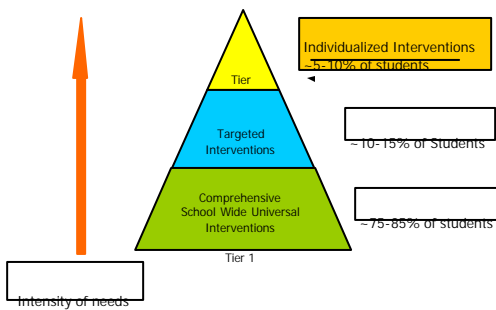 Individualized Interventions
~5-10% of students
Tier
Targeted
Interventions
~10-15% of Students
Comprehensive
School Wide Universal
Interventions
~75-85% of students
Tier 1
Intensity of needs